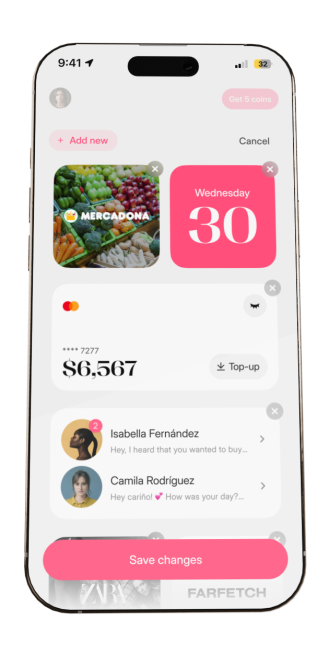 9:41
32
Get 5 coins
+ Add new
Cancel
MERCADONA
Wednesday
30
**** 7277
$6,567
Top-up
2
Isabella Fernández
Hey, I heard that you wanted to buy...
Camila Rodríguez
Hey cariño! 💕 How was your day?...
Save changes
ZARA
FARFETCH